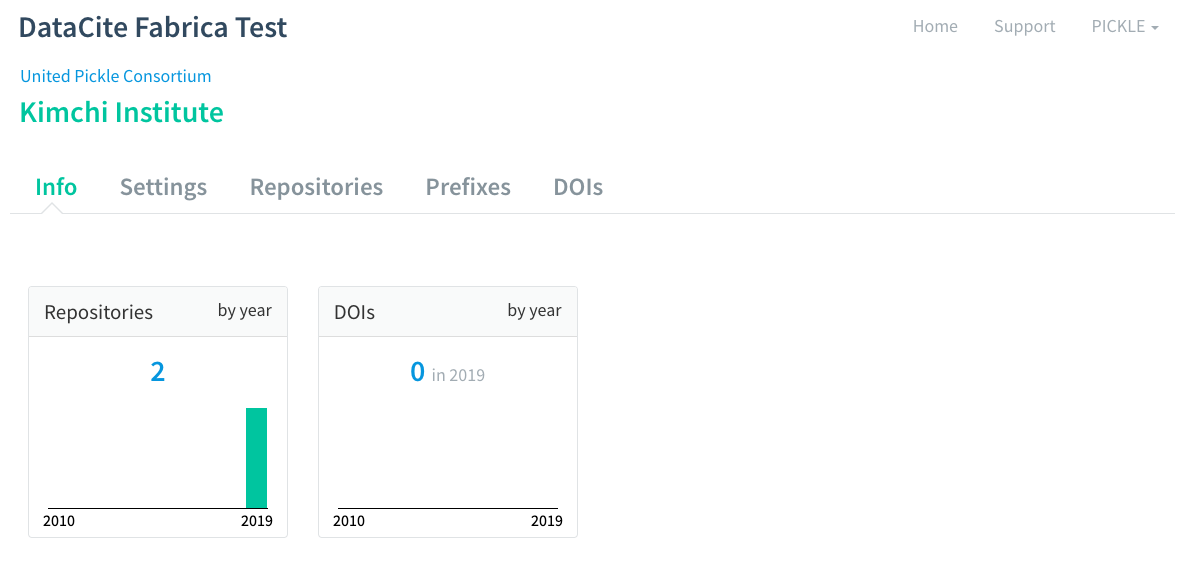 DataCite Fabrica Test
Home Support PICKLE
United Pickle Consortium
Kimchi Institute
Info Settings Repositories Prefixes DOIs
Repositories by year
2
2010 2019
DOIs by year
0 in 2019
2010 2019